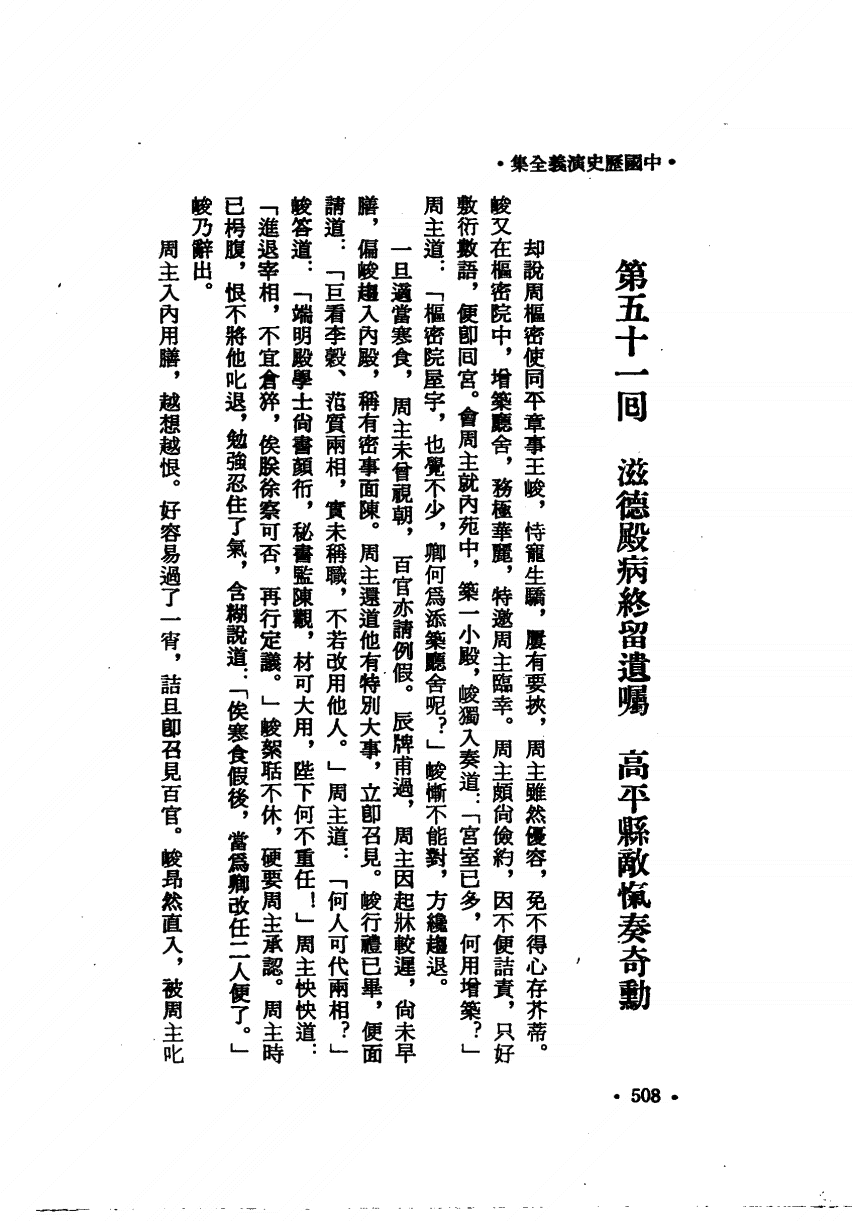 •中國歷史演義全集•
第五十一回　滋德殿病終留遺囑　高平縣敵愾奏奇勳
却說周樞密使同平章事王峻，恃寵生驕，屢有要挾，周主雖然優容，免不得心存芥蒂。
峻又在樞密院中，增築廳舍，務極華麗，特邀周主臨幸。周主頗尙儉約，因不便詰責，只好
敷衍數語，便卽回宮。會周主就內苑中，築一小殿，峻獨入奏道：「宮室已多，何用增築？」
周主道：「樞密院屋宇，也覺不少，卿何爲添築廳舍呢？」峻慚不能對，方纔趨退。
一旦適當寒食，周主未曾視朝，百官亦請例假。辰牌甫過，周主因起牀較遲，尙未早
膳，偏峻趨入內殿，稱有密事面陳。周主還道他有特別大事，立卽召見。峻行禮已畢，便面
請道：「臣看李穀、范質兩相，實未稱職，不若改用他人。」周主道：「何人可代兩相？」
峻答道：「端明殿學士尙書顏衎，秘書監陳觀，材可大用，陛下何不重任！」周主怏怏道：
「進退宰相，不宜倉猝，俟朕徐察可否，再行定議。」峻絮聒不休，硬要周主承認。周主時
已枵腹，恨不將他叱退，勉強忍住了氣，含糊說道：「俟寒食假後，當爲卿改任二人便了。」
峻乃辭出。
周主入內用膳，越想越恨。好容易過了一宵，詰旦卽召見百官。峻昂然直入，被周主叱
•508•